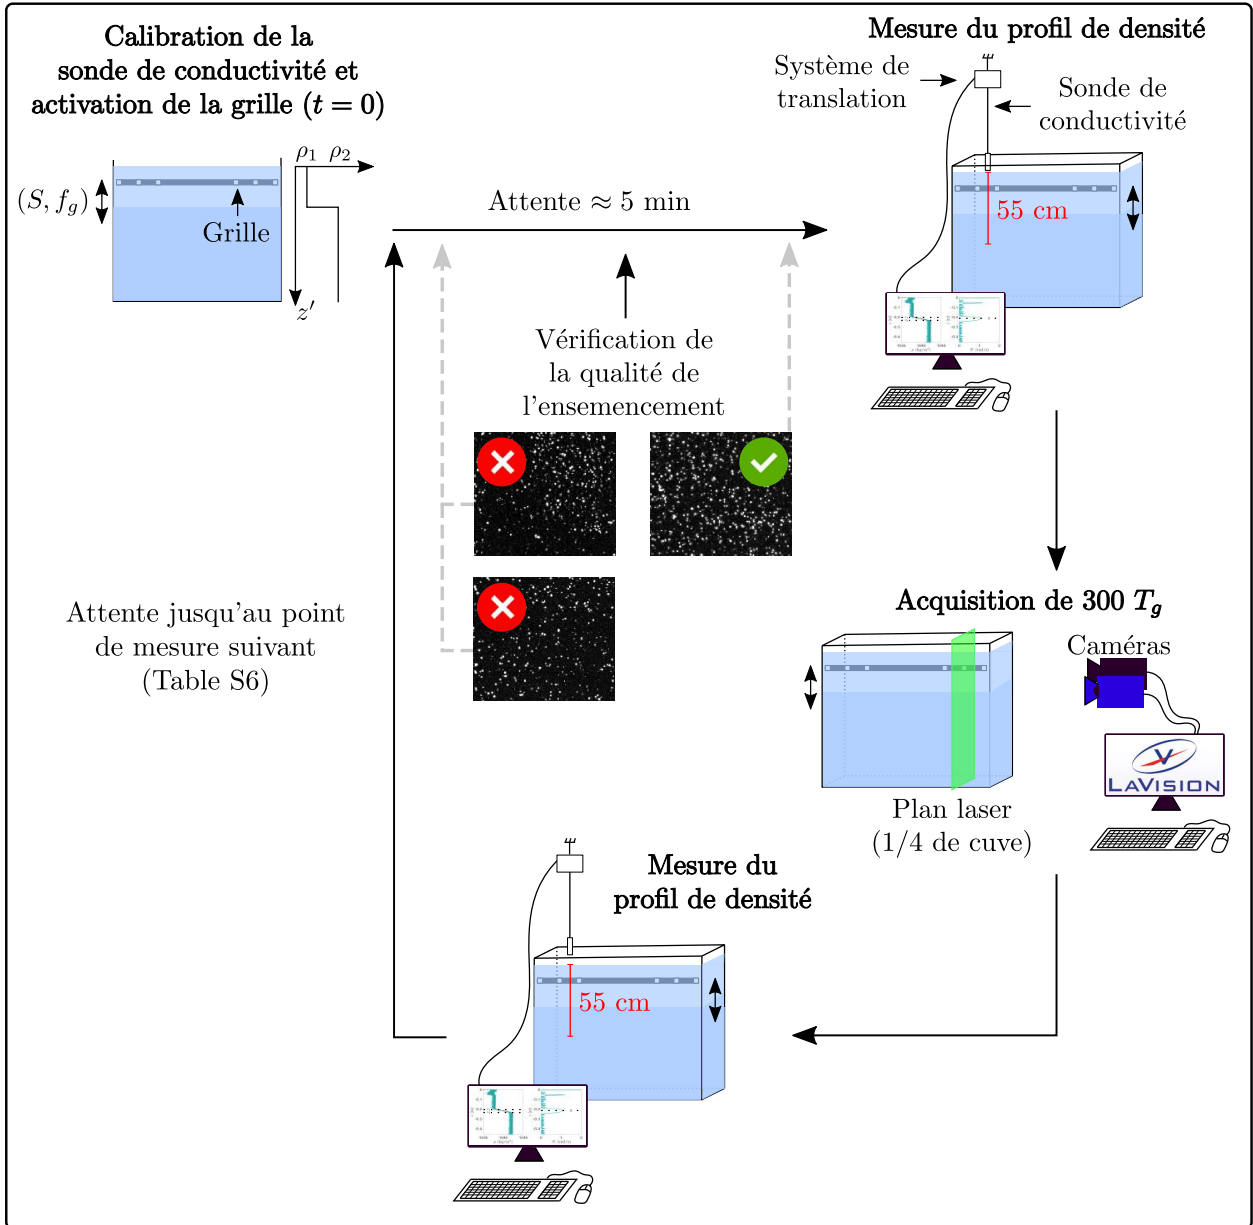 Calibration de la
sonde de conductivité et
activation de la grille (t = 0)
ρ₁ ρ₂
(S, f_g)
Grille
z′
Attente ≈ 5 min
Mesure du profil de densité
Système de
translation
Sonde de
conductivité
55 cm
Vérification de
la qualité de
l'ensemencement
Attente jusqu'au point
de mesure suivant
(Table S6)
Acquisition de 300 T_g
Caméras
LAVISION
Plan laser
(1/4 de cuve)
Mesure du
profil de densité
55 cm